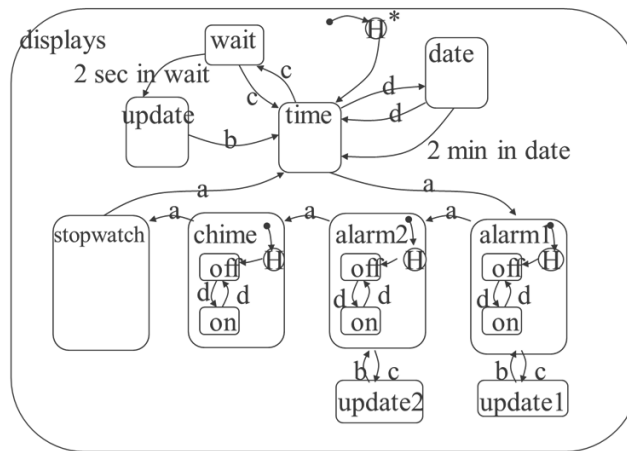 displays
wait
H*
date
2 sec in wait
c
c
d
update
time
d
b
2 min in date
a
a
stopwatch
a
chime
a
alarm2
a
alarm1
H
H
H
off
off
off
d
d
d
d
d
d
on
on
on
b
c
b
c
update2
update1